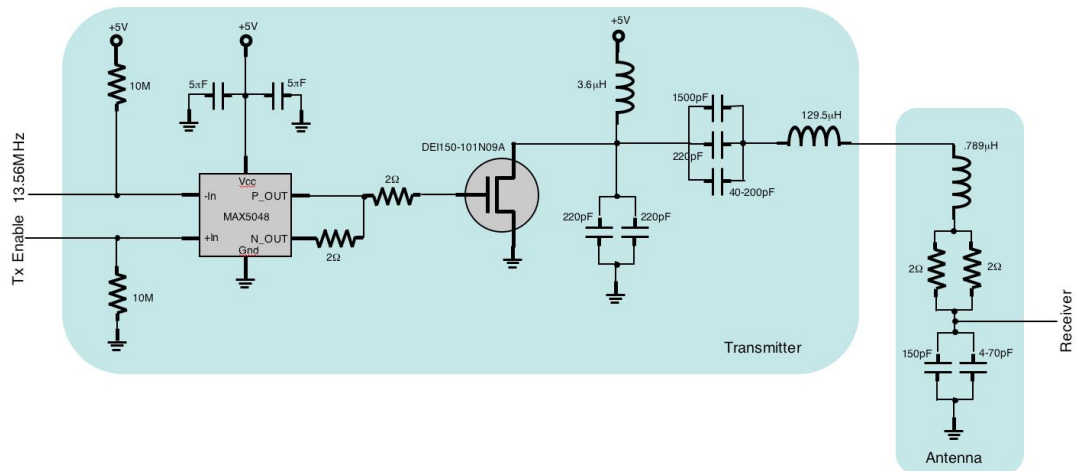 +5V
+5V
+5V
10M
5πF
5πF
3.6μH
1500pF
129.5μH
220pF
40-200pF
DEI150-101N09A
.789μH
13.56MHz
Tx Enable
Vcc
-In
P_OUT
MAX5048
+In
N_OUT
Gnd
2Ω
2Ω
220pF
220pF
2Ω
2Ω
10M
Receiver
Transmitter
150pF
4-70pF
Antenna